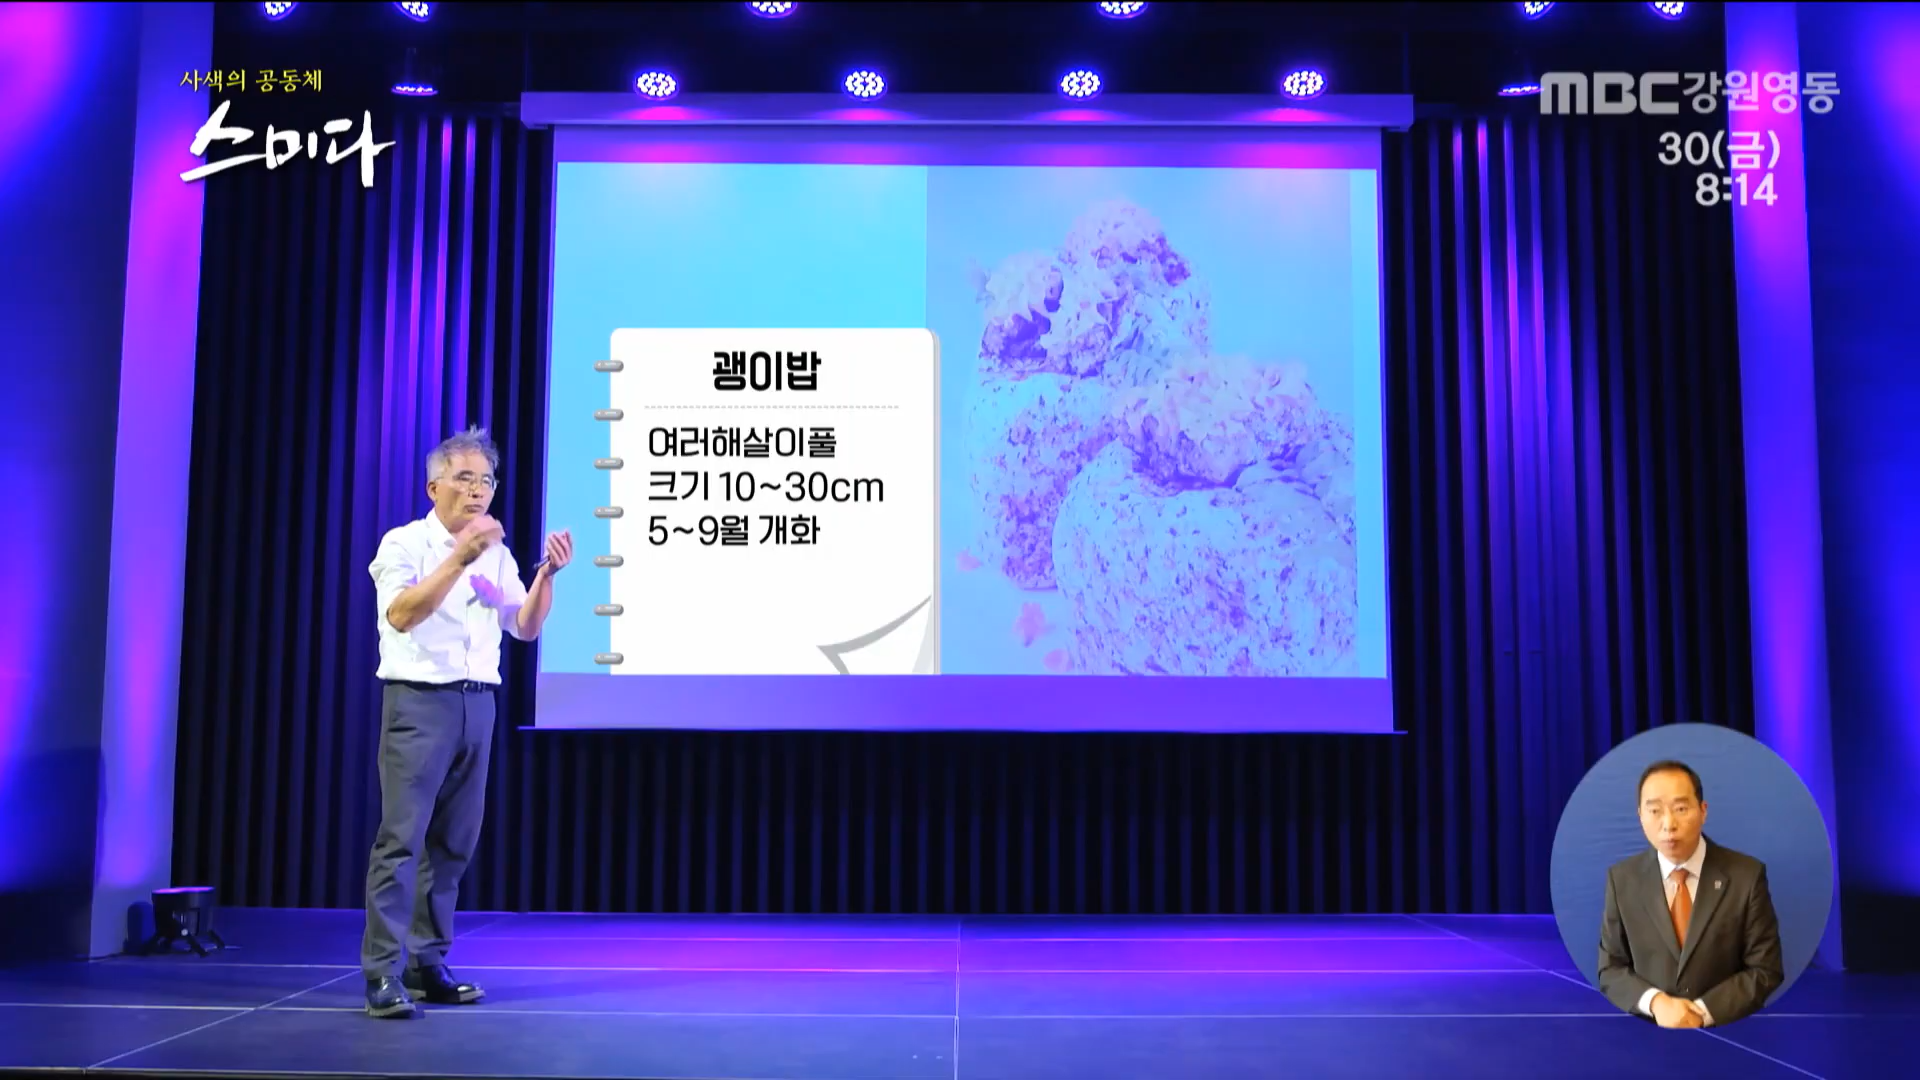 사색의 공동체
스미다
MBC강원영동
30(금)
8:14
괭이밥
여러해살이풀
크기 10~30cm
5~9월 개화